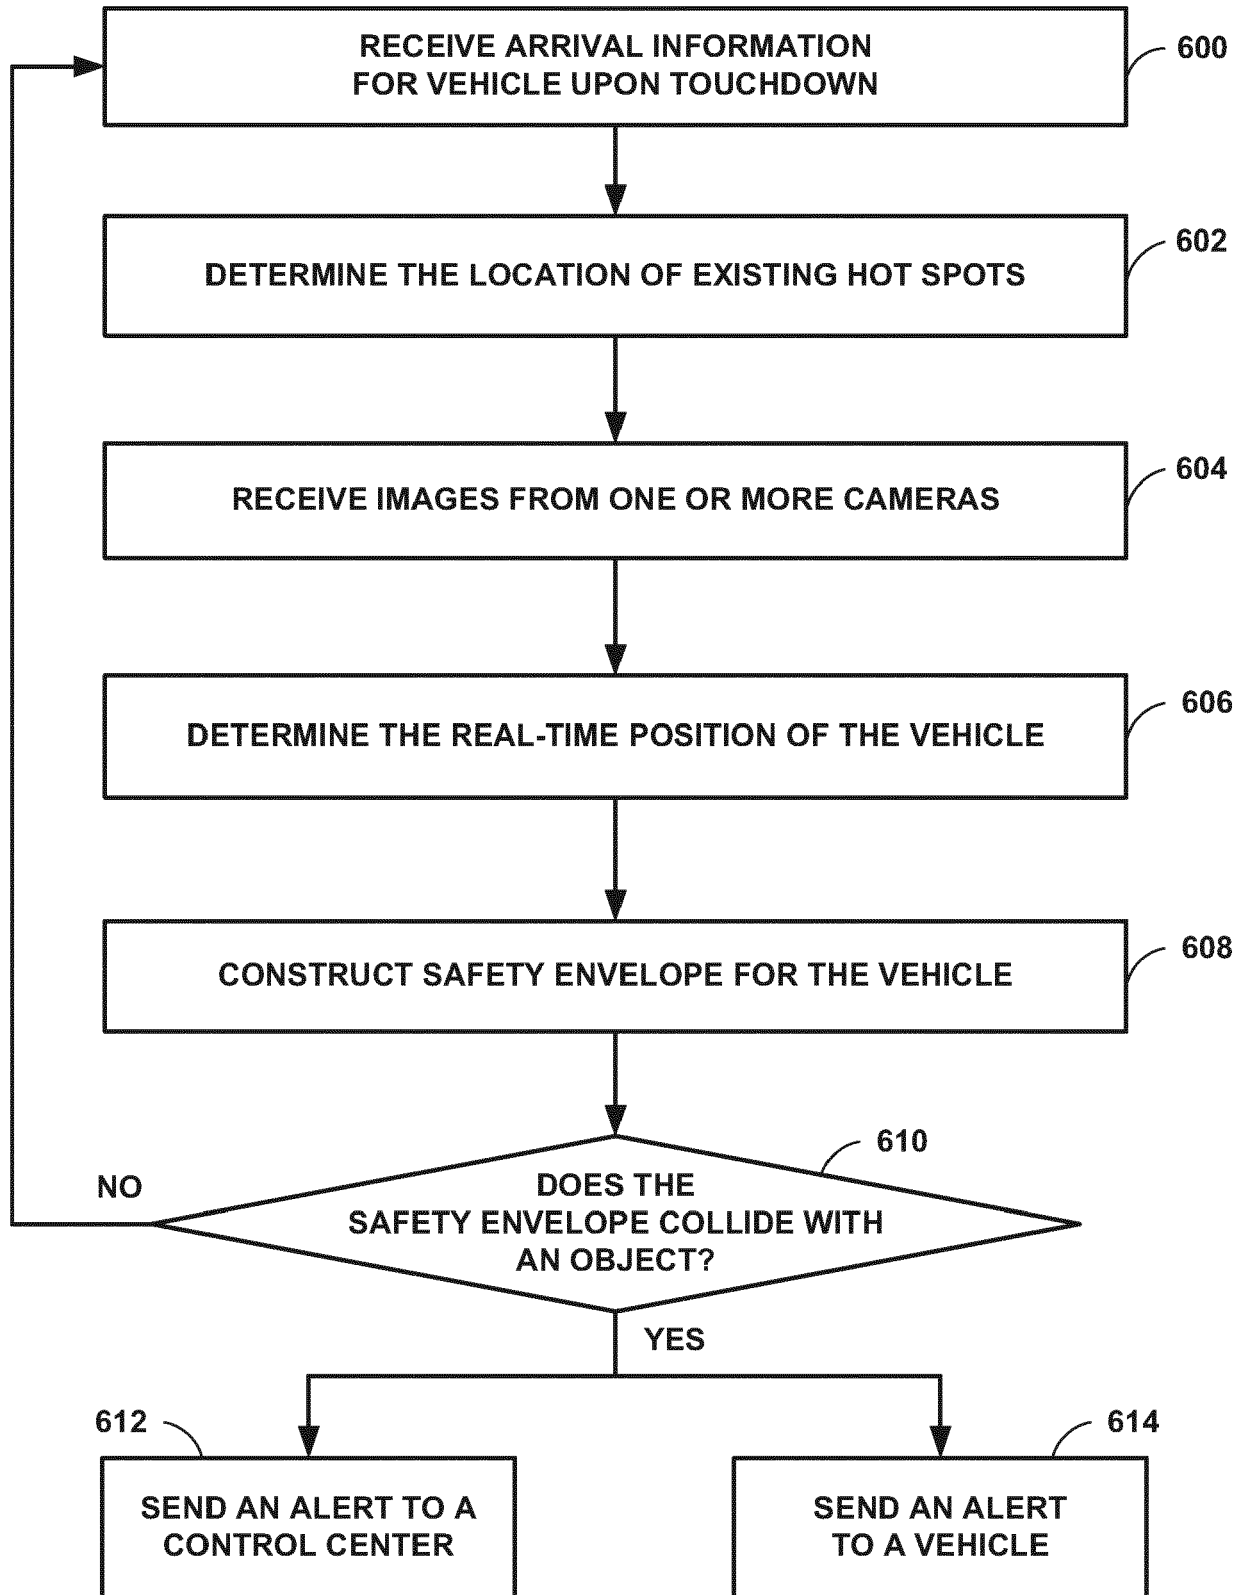 RECEIVE ARRIVAL INFORMATION
FOR VEHICLE UPON TOUCHDOWN
600
DETERMINE THE LOCATION OF EXISTING HOT SPOTS
602
RECEIVE IMAGES FROM ONE OR MORE CAMERAS
604
DETERMINE THE REAL-TIME POSITION OF THE VEHICLE
606
CONSTRUCT SAFETY ENVELOPE FOR THE VEHICLE
608
610
NO
DOES THE
SAFETY ENVELOPE COLLIDE WITH
AN OBJECT?
YES
612
SEND AN ALERT TO A
CONTROL CENTER
614
SEND AN ALERT
TO A VEHICLE